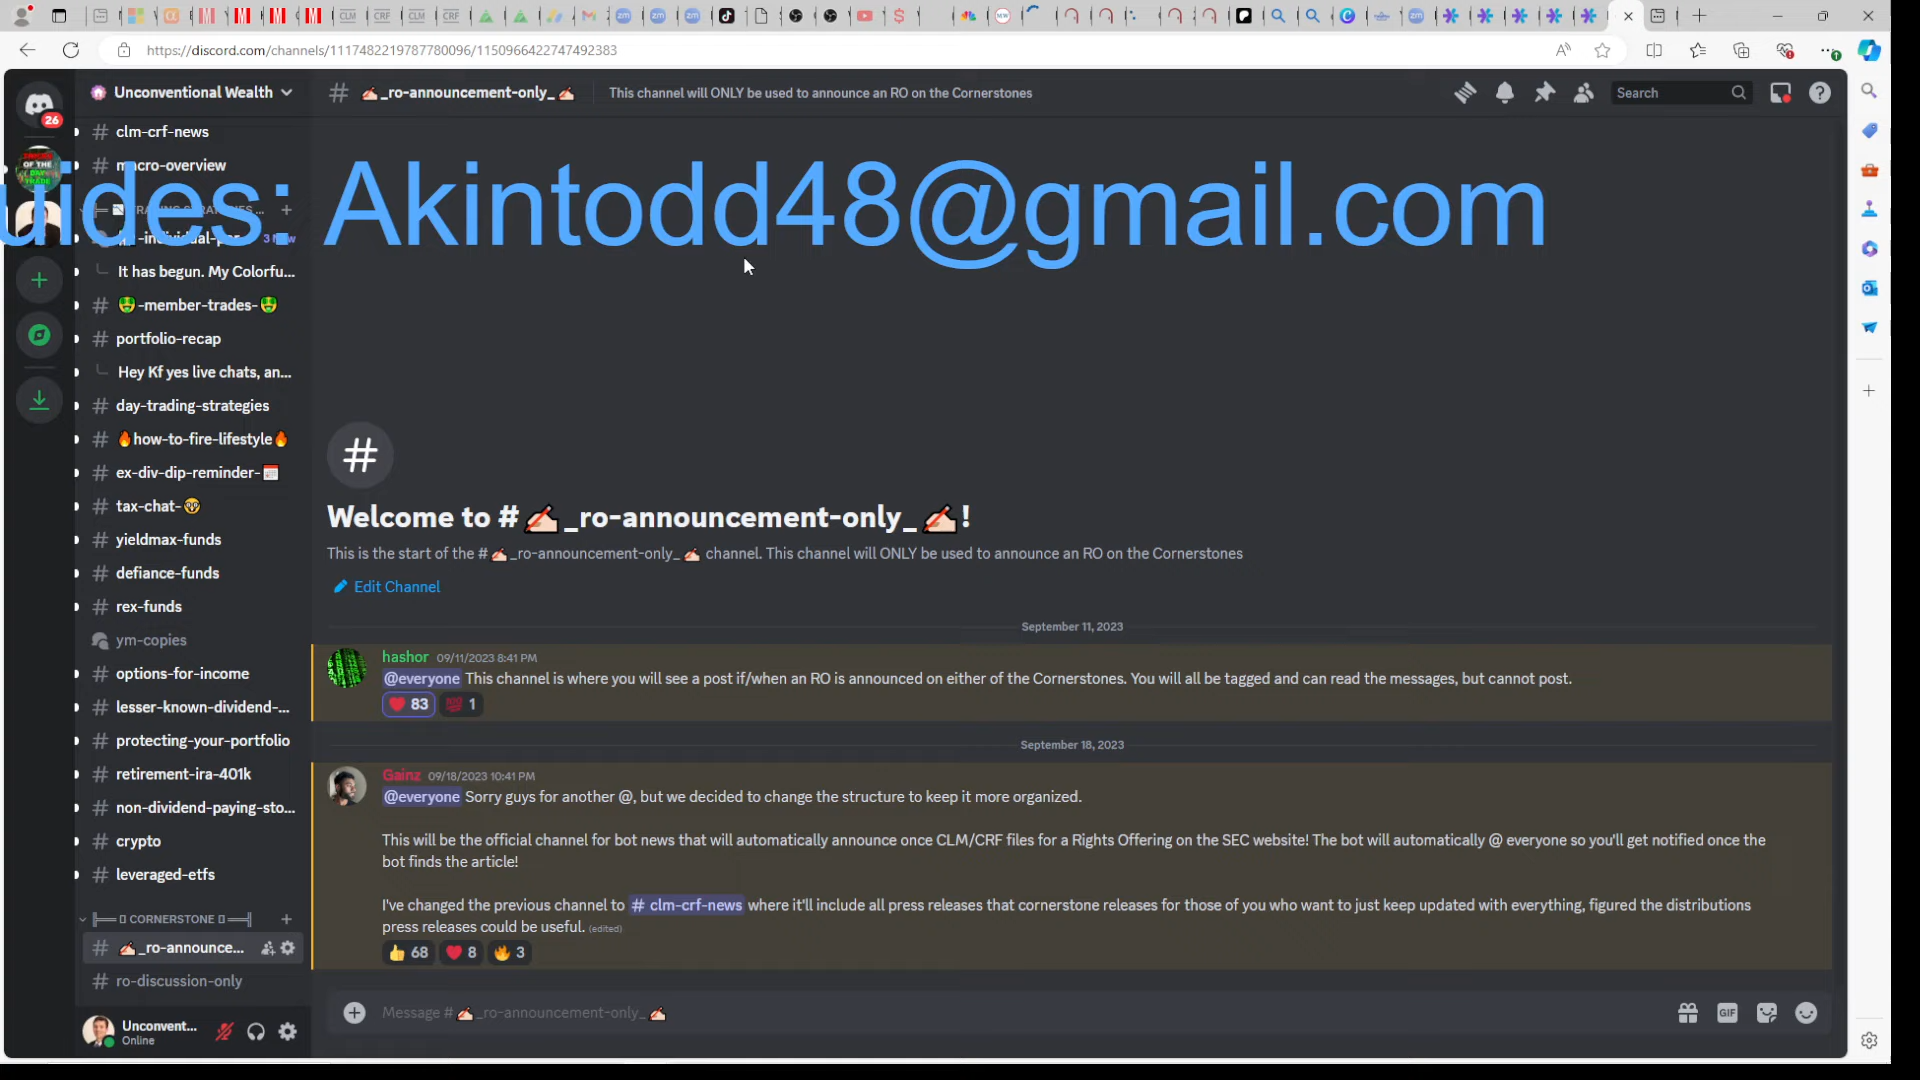 https://discord.com/channels/1117482219787780096/1150966422747492383
Unconventional Wealth
_ro-announcement-only_
This channel will ONLY be used to announce an RO on the Cornerstones
Search
26
clm-crf-news
macro-overview
uides: Akintodd48@gmail.com
It has begun. My Colorfu...
-member-trades-
portfolio-recap
Hey Kf yes live chats, an...
day-trading-strategies
how-to-fire-lifestyle
ex-div-dip-reminder-
tax-chat-
yieldmax-funds
defiance-funds
rex-funds
ym-copies
options-for-income
lesser-known-dividend-...
protecting-your-portfolio
retirement-ira-401k
non-dividend-paying-sto...
crypto
leveraged-etfs
CORNERSTONE
_ro-announce...
ro-discussion-only
Unconvent...
Online
Welcome to #_ro-announcement-only_!
This is the start of the #_ro-announcement-only_ channel. This channel will ONLY be used to announce an RO on the Cornerstones
Edit Channel
September 11, 2023
hashor 09/11/2023 8:41 PM
@everyone This channel is where you will see a post if/when an RO is announced on either of the Cornerstones. You will all be tagged and can read the messages, but cannot post.
83 1
September 18, 2023
Gainz 09/18/2023 10:41 PM
@everyone Sorry guys for another @, but we decided to change the structure to keep it more organized.
This will be the official channel for bot news that will automatically announce once CLM/CRF files for a Rights Offering on the SEC website! The bot will automatically @ everyone so you'll get notified once the
bot finds the article!
I've changed the previous channel to # clm-crf-news where it'll include all press releases that cornerstone releases for those of you who want to just keep updated with everything, figured the distributions
press releases could be useful. (edited)
68 8 3
Message #_ro-announcement-only_
GIF